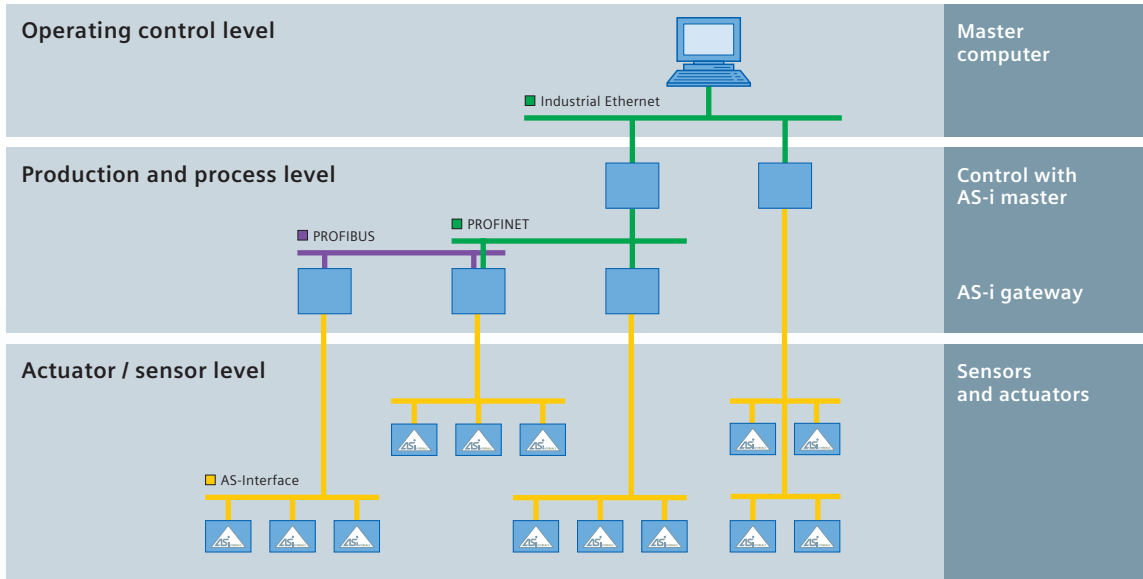 Operating control level
Master
computer
Industrial Ethernet
Production and process level
Control with
AS-i master
PROFINET
PROFIBUS
AS-i gateway
Actuator / sensor level
Sensors
and actuators
AS-Interface